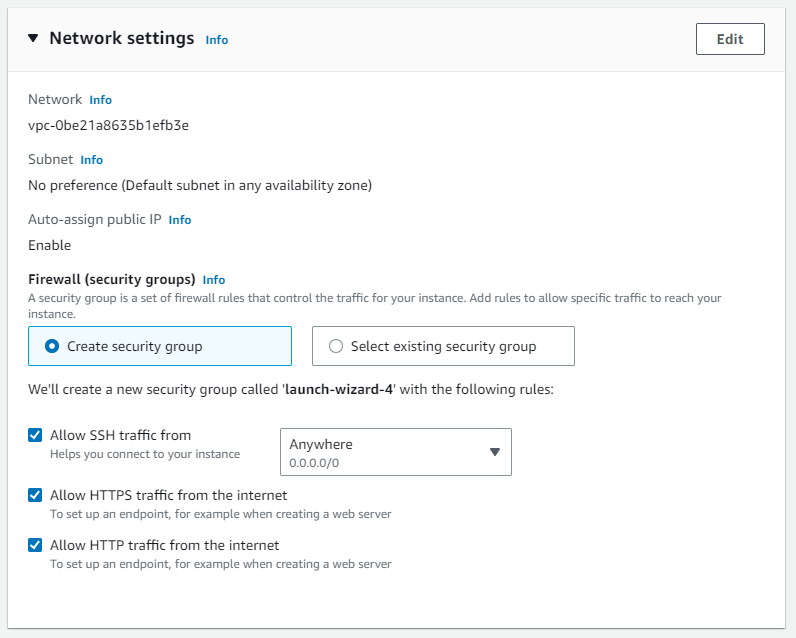 Network settings Info
Edit
Network Info
vpc-0be21a8635b1efb3e
Subnet Info
No preference (Default subnet in any availability zone)
Auto-assign public IP Info
Enable
Firewall (security groups) Info
A security group is a set of firewall rules that control the traffic for your instance. Add rules to allow specific traffic to reach your
instance.
Create security group
Select existing security group
We'll create a new security group called 'launch-wizard-4' with the following rules:
Allow SSH traffic from
Helps you connect to your instance
Anywhere
0.0.0.0/0
Allow HTTPS traffic from the internet
To set up an endpoint, for example when creating a web server
Allow HTTP traffic from the internet
To set up an endpoint, for example when creating a web server